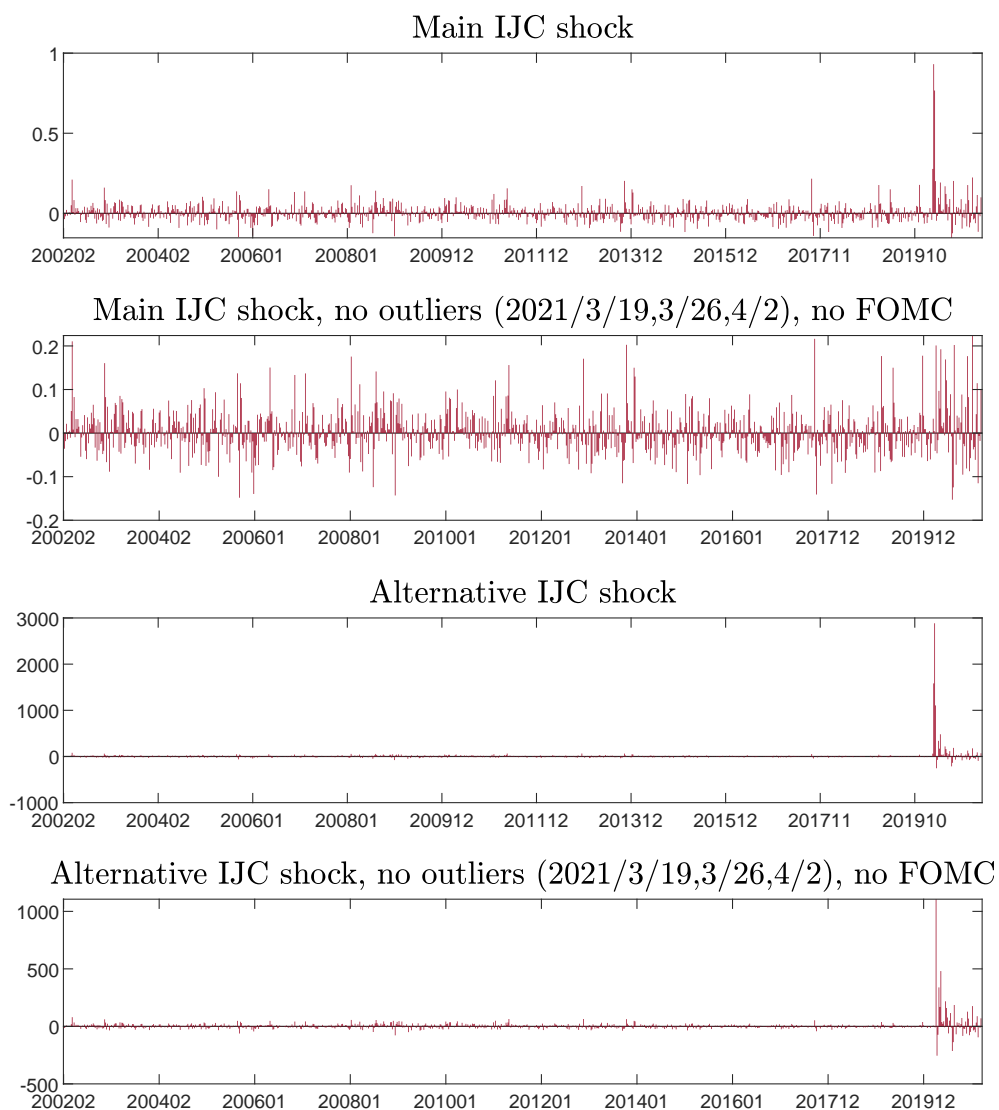 Main IJC shock
1
0.5
0
200202 200402 200601 200801 200912 201112 201312 201512 201711 201910
Main IJC shock, no outliers (2021/3/19,3/26,4/2), no FOMC
0.2
0.1
0
-0.1
-0.2
200202 200402 200601 200801 201001 201201 201401 201601 201712 201912
Alternative IJC shock
3000
2000
1000
0
-1000
200202 200402 200601 200801 200912 201112 201312 201512 201711 201910
Alternative IJC shock, no outliers (2021/3/19,3/26,4/2), no FOMC
1000
500
0
-500
200202 200402 200601 200801 201001 201201 201401 201601 201712 201912